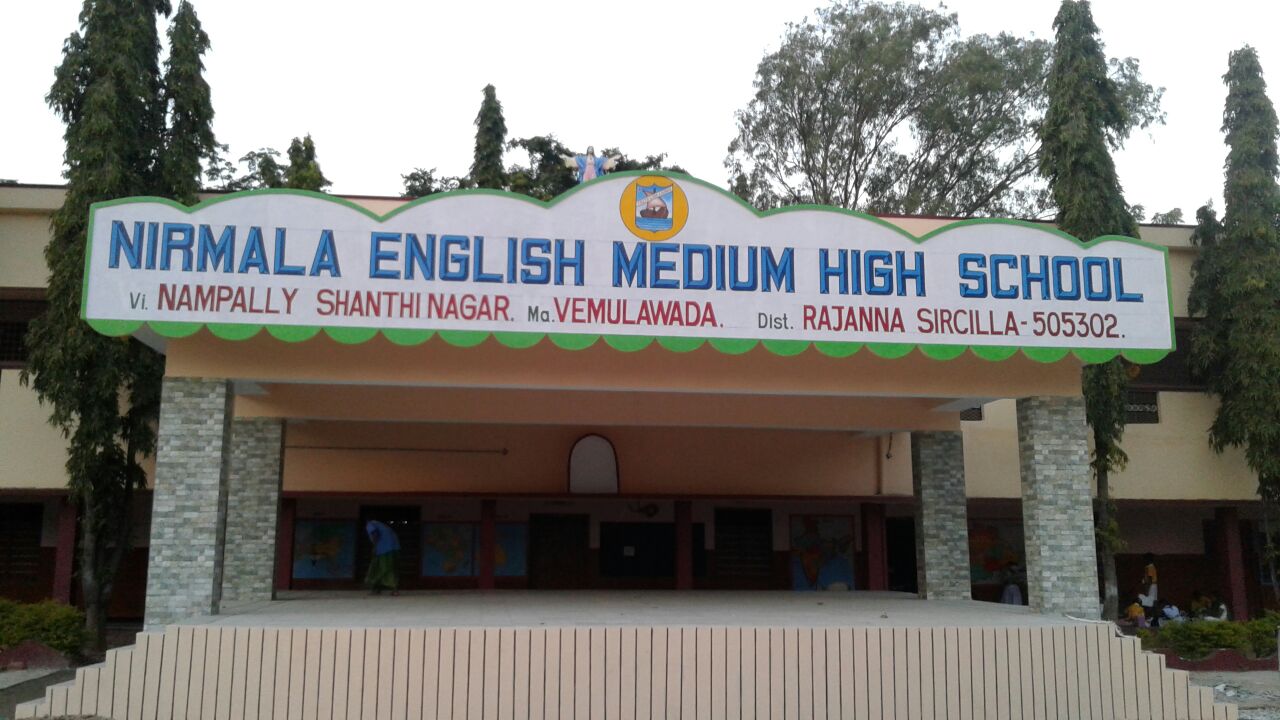 NIRMALA ENGLISH MEDIUM HIGH SCHOOL
Vi. NAMPALLY SHANTHI NAGAR. Ma. VEMULAWADA. Dist. RAJANNA SIRCILLA-505302.